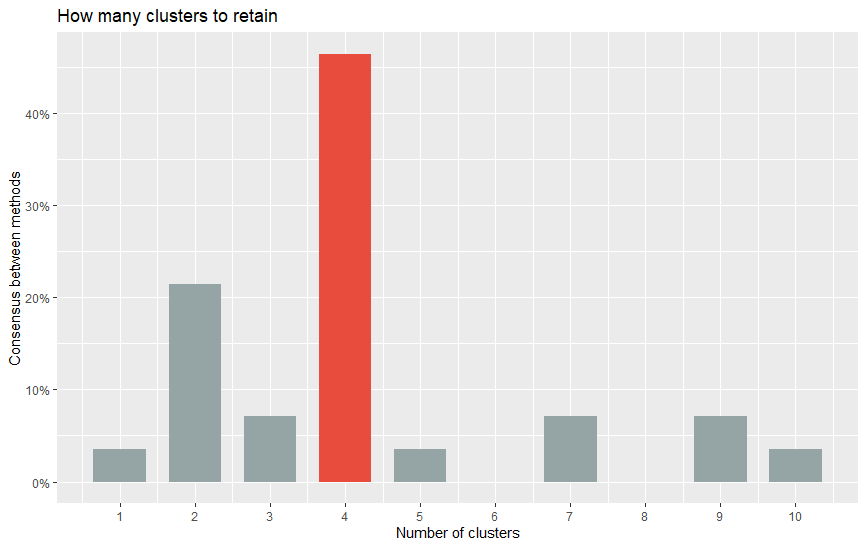 How many clusters to retain
Consensus between methods
40%
30%
20%
10%
0%
1 2 3 4 5 6 7 8 9 10
Number of clusters